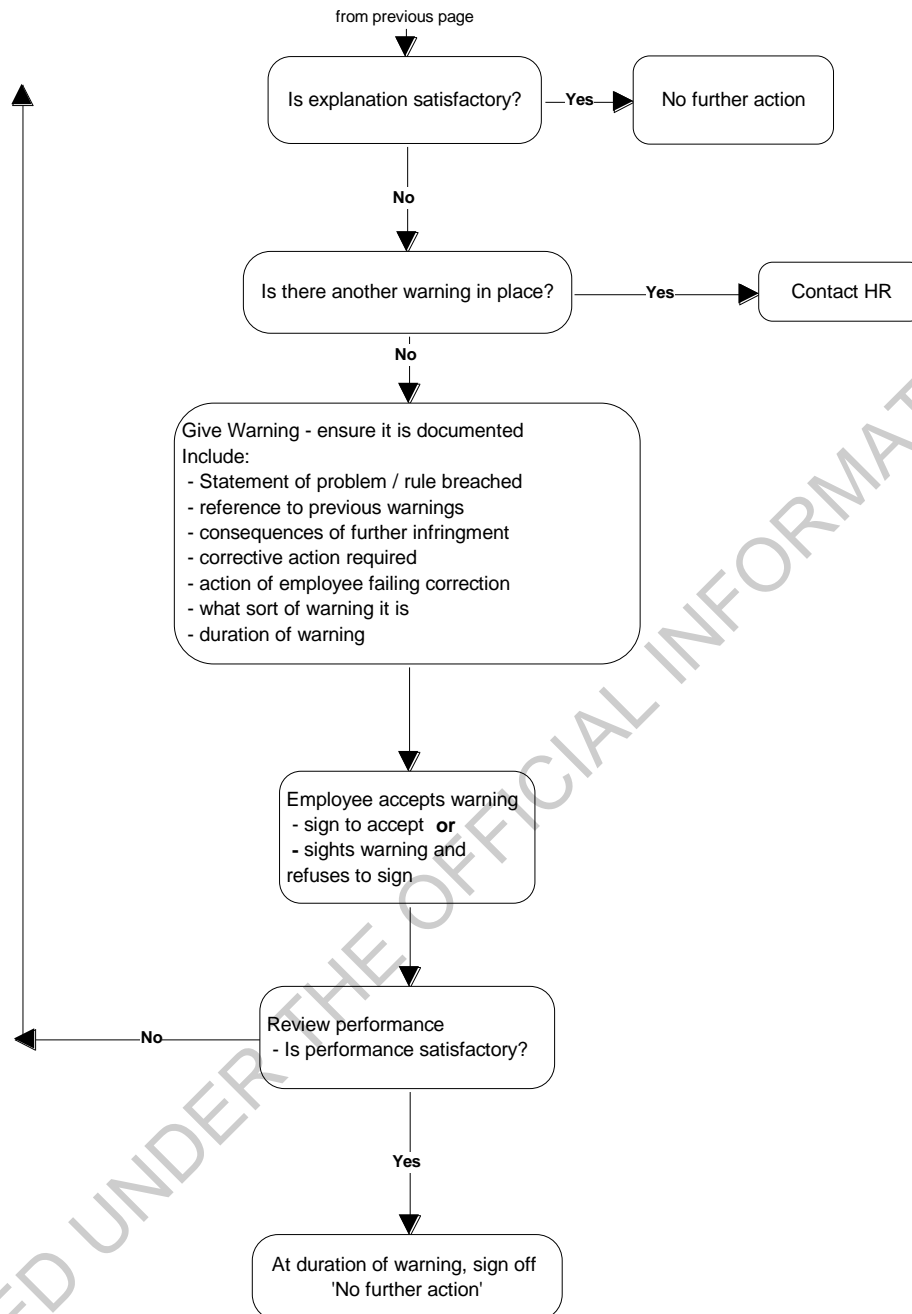 from previous page
Is explanation satisfactory?
Yes
No further action
No
Is there another warning in place?
Yes
Contact HR
No
Give Warning - ensure it is documented
Include:
- Statement of problem / rule breached
- reference to previous warnings
- consequences of further infringment
- corrective action required
- action of employee failing correction
- what sort of warning it is
- duration of warning
Employee accepts warning
- sign to accept or
- sights warning and
refuses to sign
Review performance
- Is performance satisfactory?
No
Yes
At duration of warning, sign off
'No further action'
UNDER THE OFFICIAL